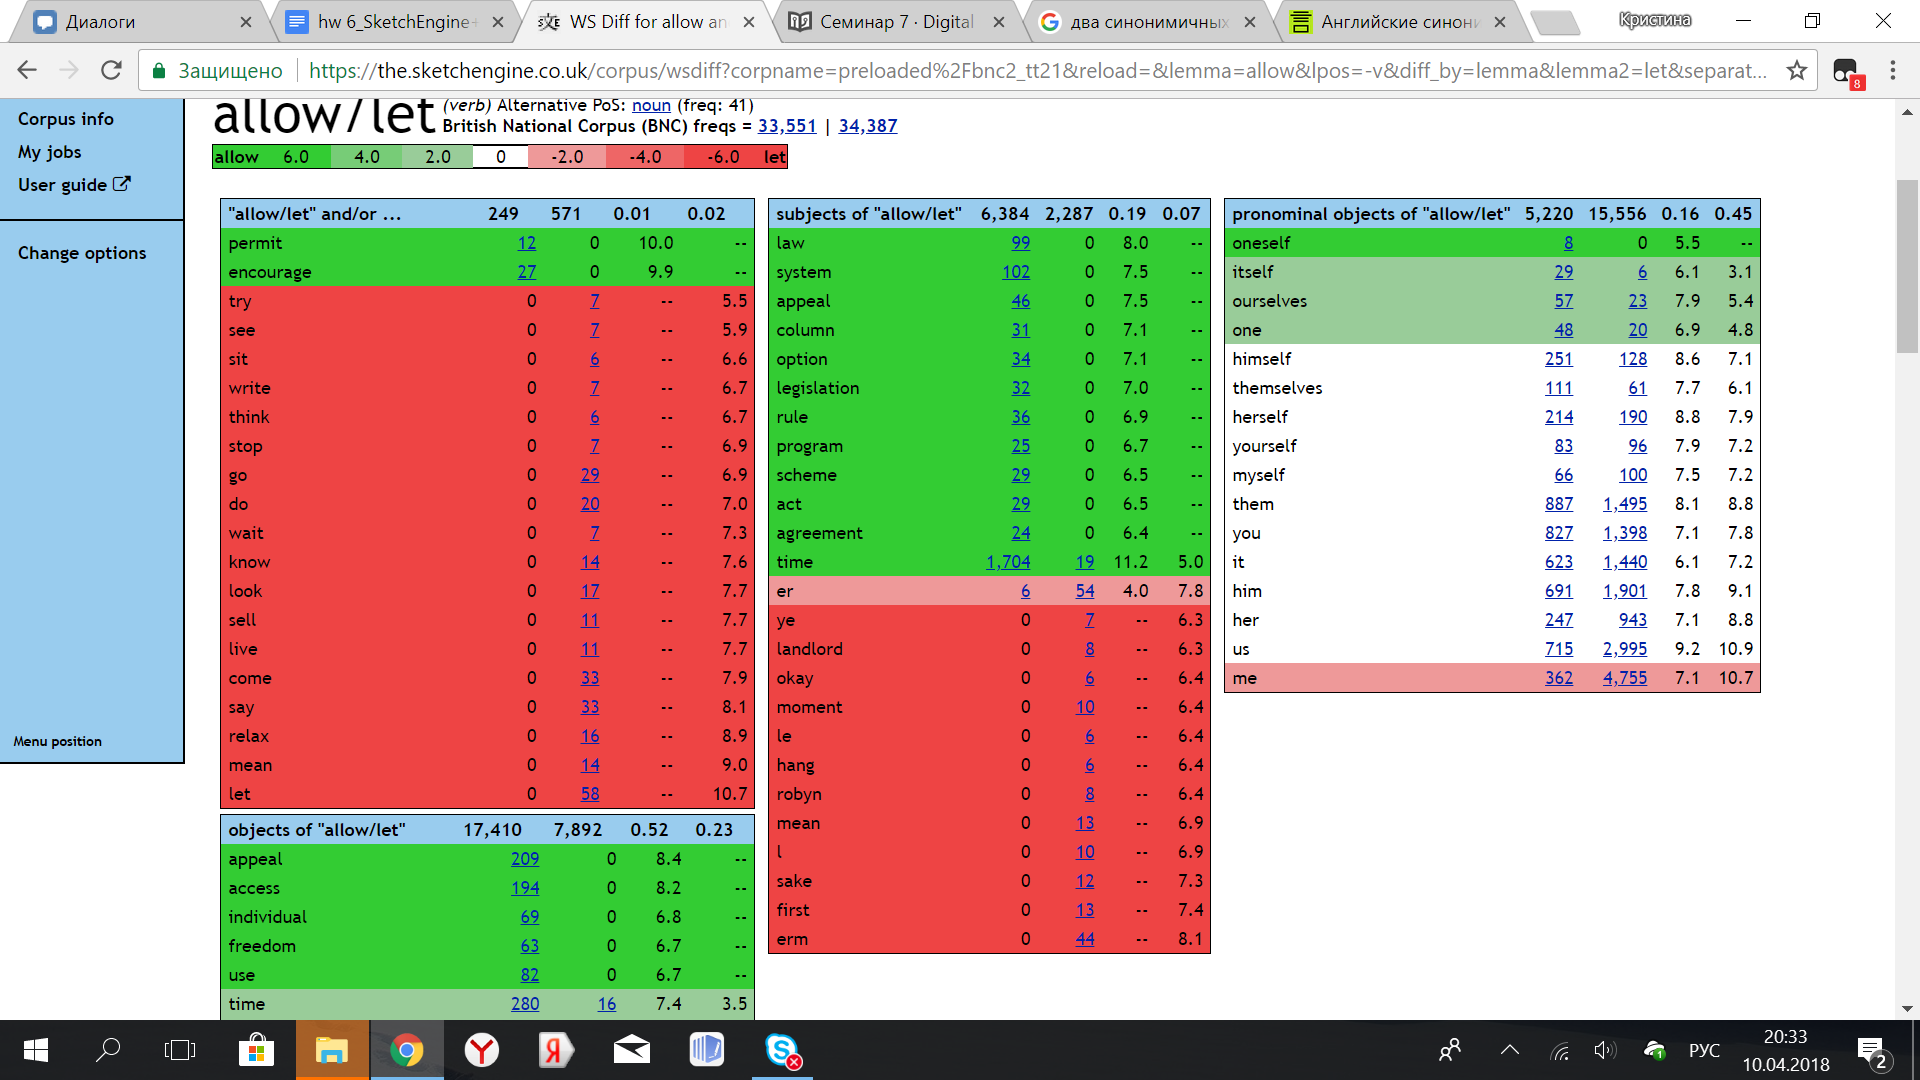 Диалоги
hw 6_SketchEngine
WS Diff for allow an
Семинар 7 · Digital
два синонимичных
Английские синони
Кристина
Защищено
https://the.sketchengine.co.uk/corpus/wsdiff?corpname=preloaded%2Fbnc2_tt21&reload=&lemma=allow&lpos=-v&diff_by=lemma&lemma2=let&separat...
8
Corpus info
My jobs
User guide
Change options
Menu position
allow/let (verb) Alternative PoS: noun (freq: 41)
British National Corpus (BNC) freqs = 33,551 | 34,387
allow 6.0 4.0 2.0 0 -2.0 -4.0 -6.0 let
"allow/let" and/or ... 249 571 0.01 0.02
permit 12 0 10.0 --
encourage 27 0 9.9 --
try 0 7 -- 5.5
see 0 7 -- 5.9
sit 0 6 -- 6.6
write 0 7 -- 6.7
think 0 6 -- 6.7
stop 0 7 -- 6.9
go 0 29 -- 6.9
do 0 20 -- 7.0
wait 0 7 -- 7.3
know 0 14 -- 7.6
look 0 17 -- 7.7
sell 0 11 -- 7.7
live 0 11 -- 7.7
come 0 33 -- 7.9
say 0 33 -- 8.1
relax 0 16 -- 8.9
mean 0 14 -- 9.0
let 0 58 -- 10.7
objects of "allow/let" 17,410 7,892 0.52 0.23
appeal 209 0 8.4 --
access 194 0 8.2 --
individual 69 0 6.8 --
freedom 63 0 6.7 --
use 82 0 6.7 --
time 280 16 7.4 3.5
subjects of "allow/let" 6,384 2,287 0.19 0.07
law 99 0 8.0 --
system 102 0 7.5 --
appeal 46 0 7.5 --
column 31 0 7.1 --
option 34 0 7.1 --
legislation 32 0 7.0 --
rule 36 0 6.9 --
program 25 0 6.7 --
scheme 29 0 6.5 --
act 29 0 6.5 --
agreement 24 0 6.4 --
time 1,704 19 11.2 5.0
er 6 54 4.0 7.8
ye 0 7 -- 6.3
landlord 0 8 -- 6.3
okay 0 6 -- 6.4
moment 0 10 -- 6.4
le 0 6 -- 6.4
hang 0 6 -- 6.4
robyn 0 8 -- 6.4
mean 0 13 -- 6.9
l 0 10 -- 6.9
sake 0 12 -- 7.3
first 0 13 -- 7.4
erm 0 44 -- 8.1
pronominal objects of "allow/let" 5,220 15,556 0.16 0.45
oneself 8 0 5.5 --
itself 29 6 6.1 3.1
ourselves 57 23 7.9 5.4
one 48 20 6.9 4.8
himself 251 128 8.6 7.1
themselves 111 61 7.7 6.1
herself 214 190 8.8 7.9
yourself 83 96 7.9 7.2
myself 66 100 7.5 7.2
them 887 1,495 8.1 8.8
you 827 1,398 7.1 7.8
it 623 1,440 6.1 7.2
him 691 1,901 7.8 9.1
her 247 943 7.1 8.8
us 715 2,995 9.2 10.9
me 362 4,755 7.1 10.7
РУС
20:33
10.04.2018
2